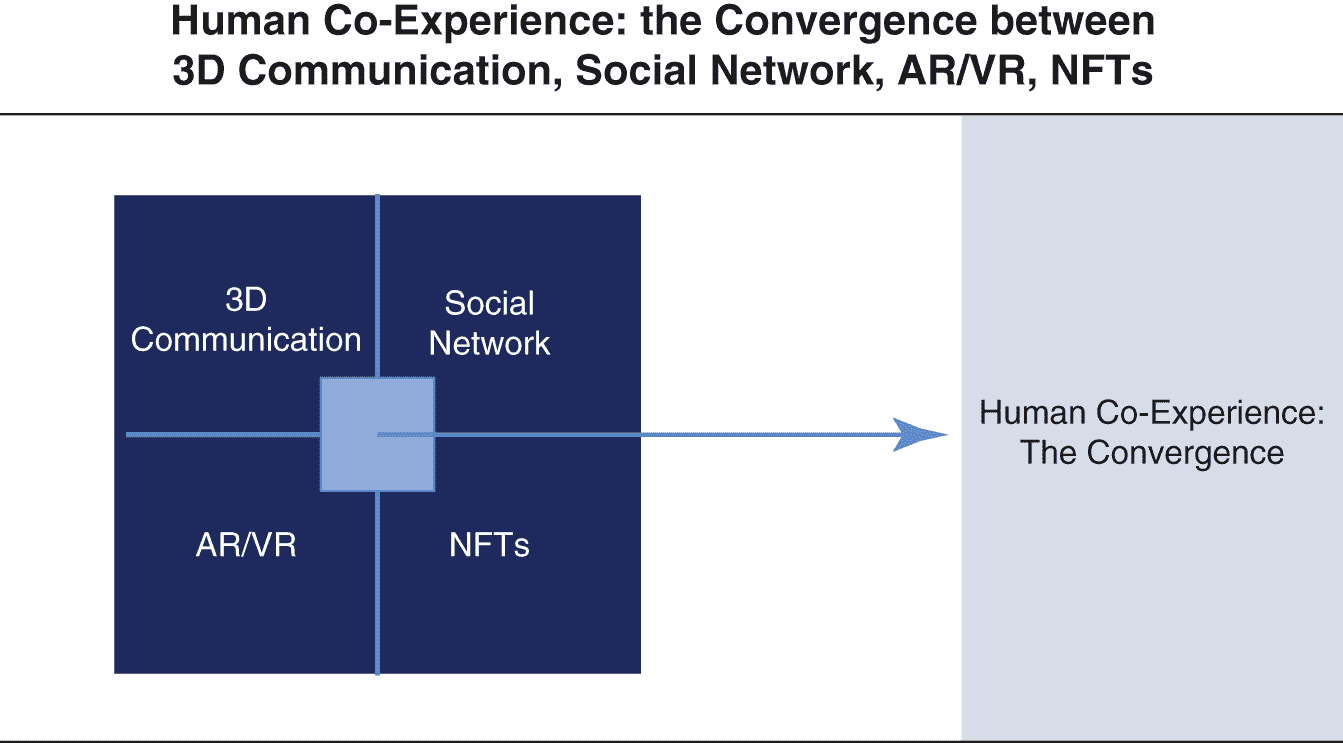 Human Co-Experience: the Convergence between
3D Communication, Social Network, AR/VR, NFTs
3D
Communication
Social
Network
AR/VR
NFTs
Human Co-Experience:
The Convergence